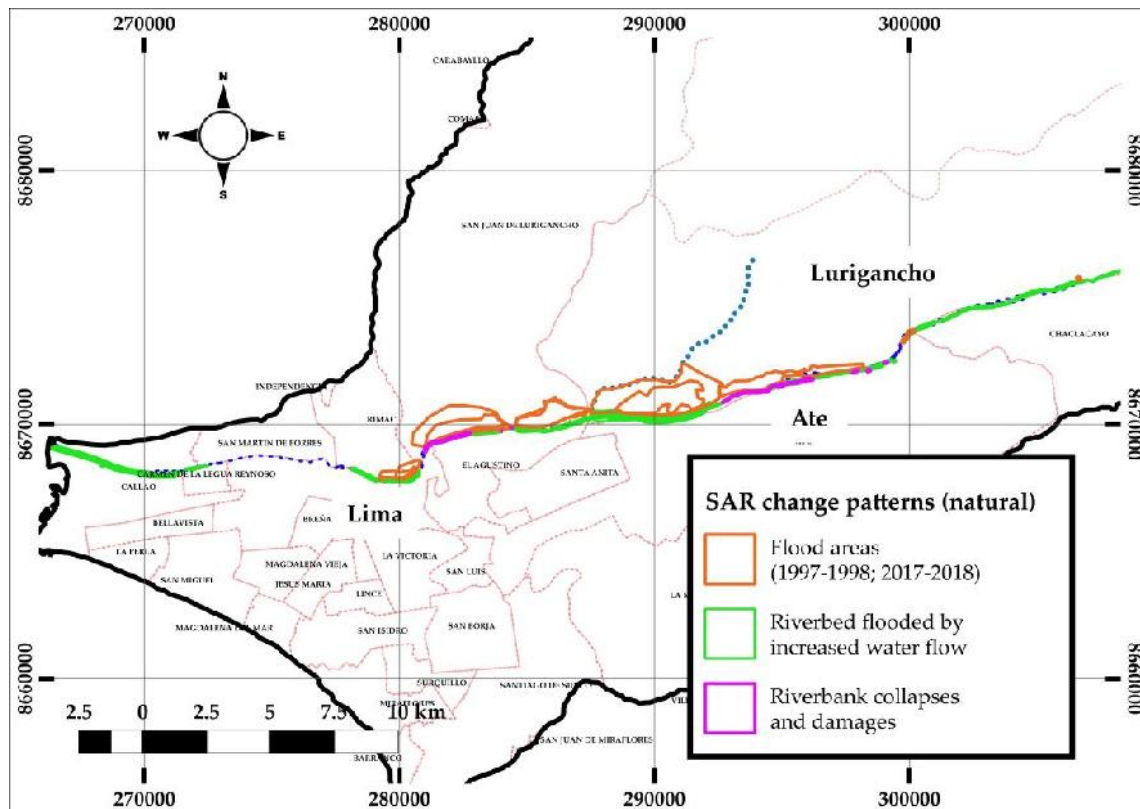 270000 280000 290000 300000
CARABAYLLO
N
W E
S
8680000 8680000
SAN JUAN DE LURIGANCHO
Lurigancho
CHACLACAYO
INDEPENDENCIA
8670000 8670000
SAN MARTIN DE PORRES
Ate
EL AGUSTINO
SANTA ANITA
CARMEN DE LA LEGUA REYNOSO
CALLAO
Lima
BELLAVISTA
BREÑA
LA PERLA
LA VICTORIA
MAGDALENA VIEJA
SAN LUIS
SAN MIGUEL
JESUS MARIA
LINCE
MAGDALENA DEL MAR
SAN ISIDRO
SAN BORJA
SURQUILLO
8660000 8660000
2.5 0 2.5 5 7.5 10 km
SAN JUAN DE MIRAFLORES
BARRANCO
SAR change patterns (natural)
Flood areas
(1997-1998; 2017-2018)
Riverbed flooded by
increased water flow
Riverbank collapses
and damages
270000 280000 290000 300000